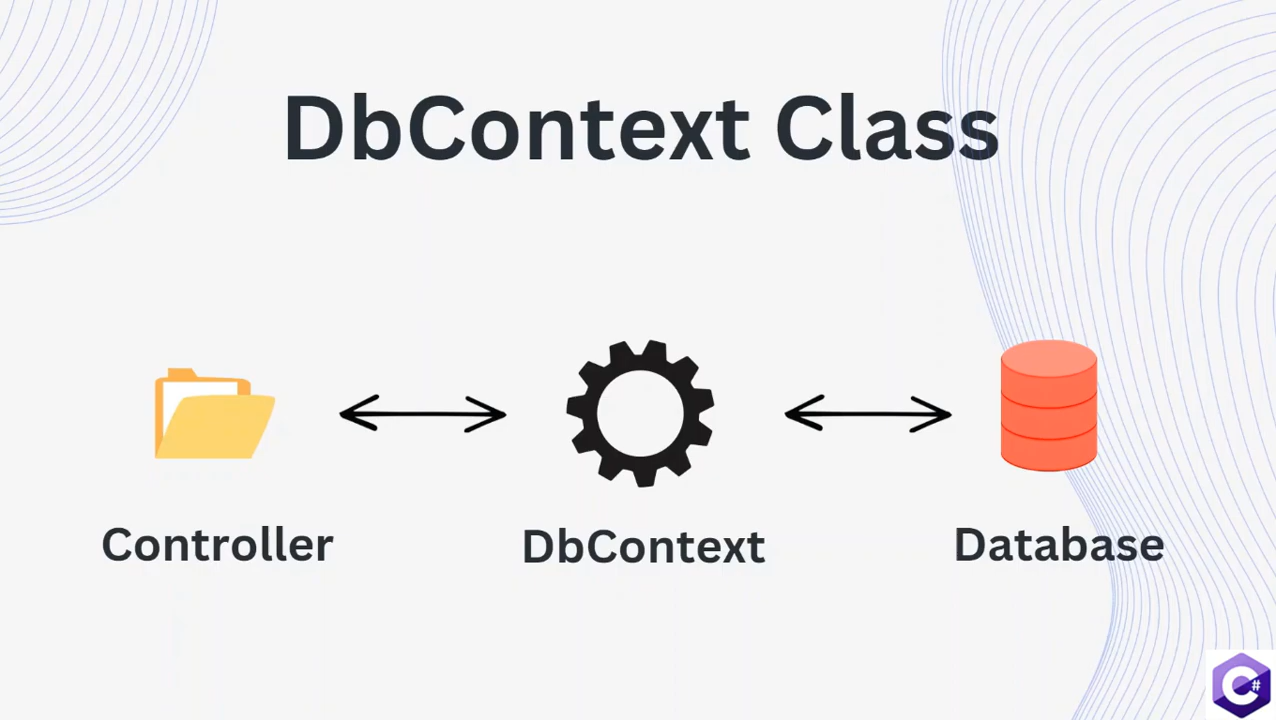 DbContext Class
Controller
DbContext
Database
C#